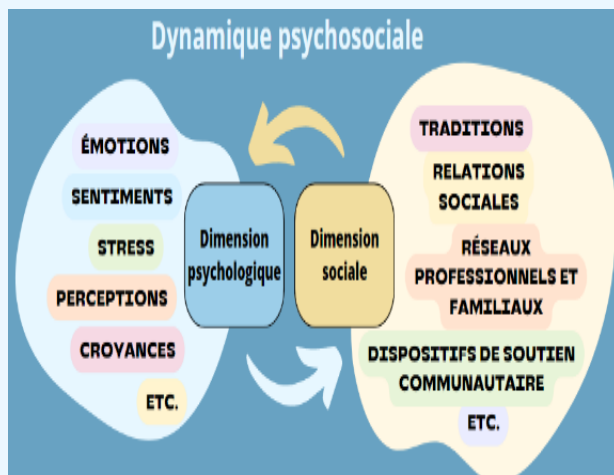 Dynamique psychosociale
ÉMOTIONS
SENTIMENTS
STRESS
PERCEPTIONS
CROYANCES
ETC.
Dimension
psychologique
Dimension
sociale
TRADITIONS
RELATIONS
SOCIALES
RÉSEAUX
PROFESSIONNELS ET
FAMILIAUX
DISPOSITIFS DE SOUTIEN
COMMUNAUTAIRE
ETC.